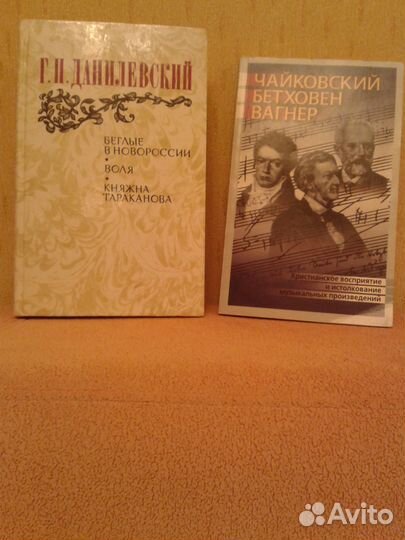 Г.П. ДАНИЛЕВСКИЙ
БЕГЛЫЕ
В НОВОРОССИИ
•
ВОЛЯ
•
КНЯЖНА
ТАРАКАНОВА
ЧАЙКОВСКИЙ
БЕТХОВЕН
ВАГНЕР
Христианское восприятие
и истолкование
музыкальных произведений
Avito